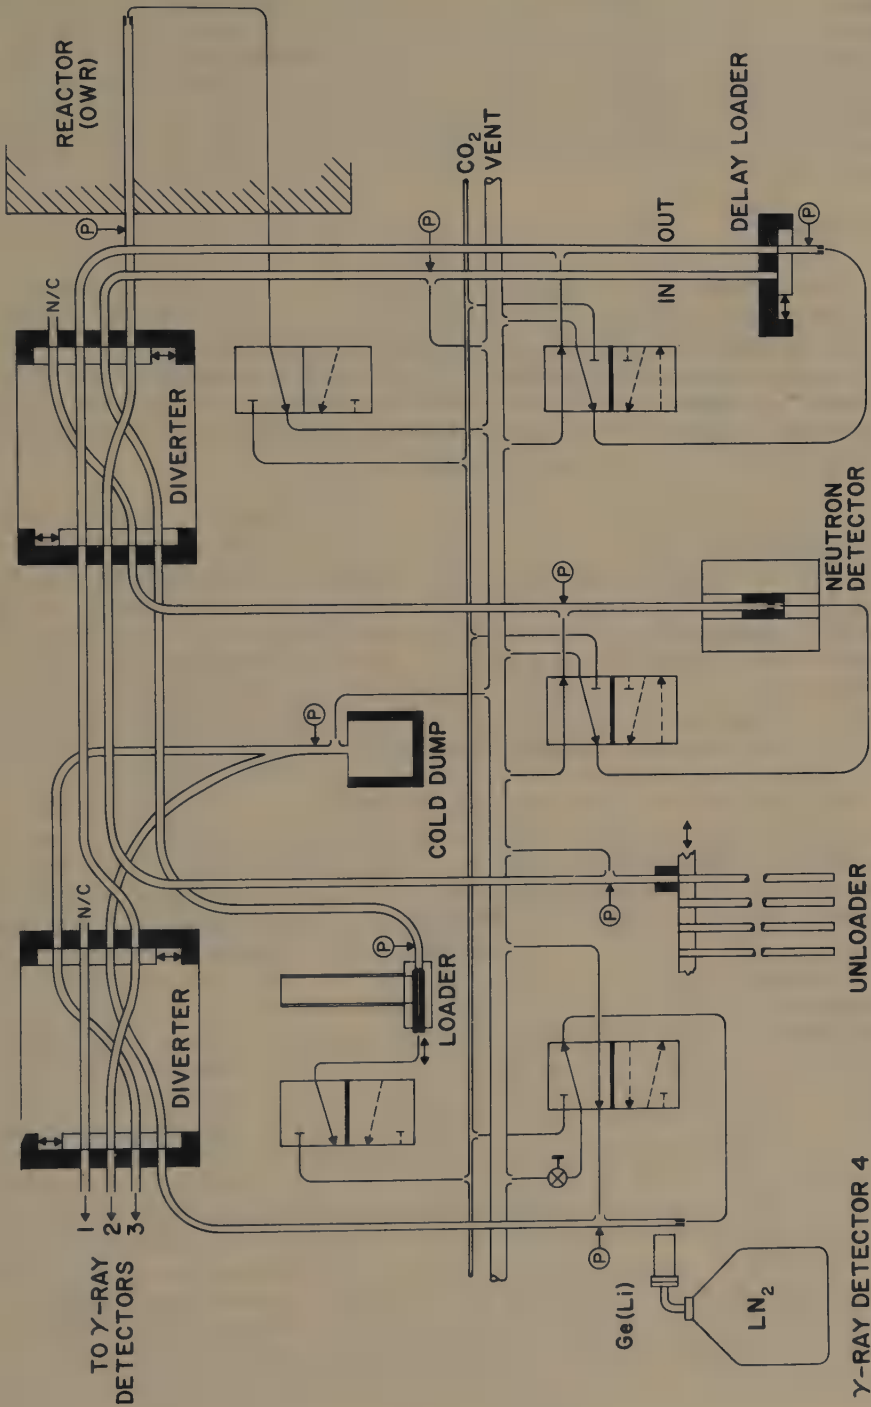 REACTOR
(OWR)
P
N/C
DIVERTER
CO2
VENT
P
IN
OUT
DELAY LOADER
P
P
NEUTRON
DETECTOR
P
COLD DUMP
N/C
DIVERTER
P
LOADER
P
UNLOADER
TO γ-RAY
DETECTORS
1
2
3
P
Ge(Li)
LN2
γ-RAY DETECTOR 4